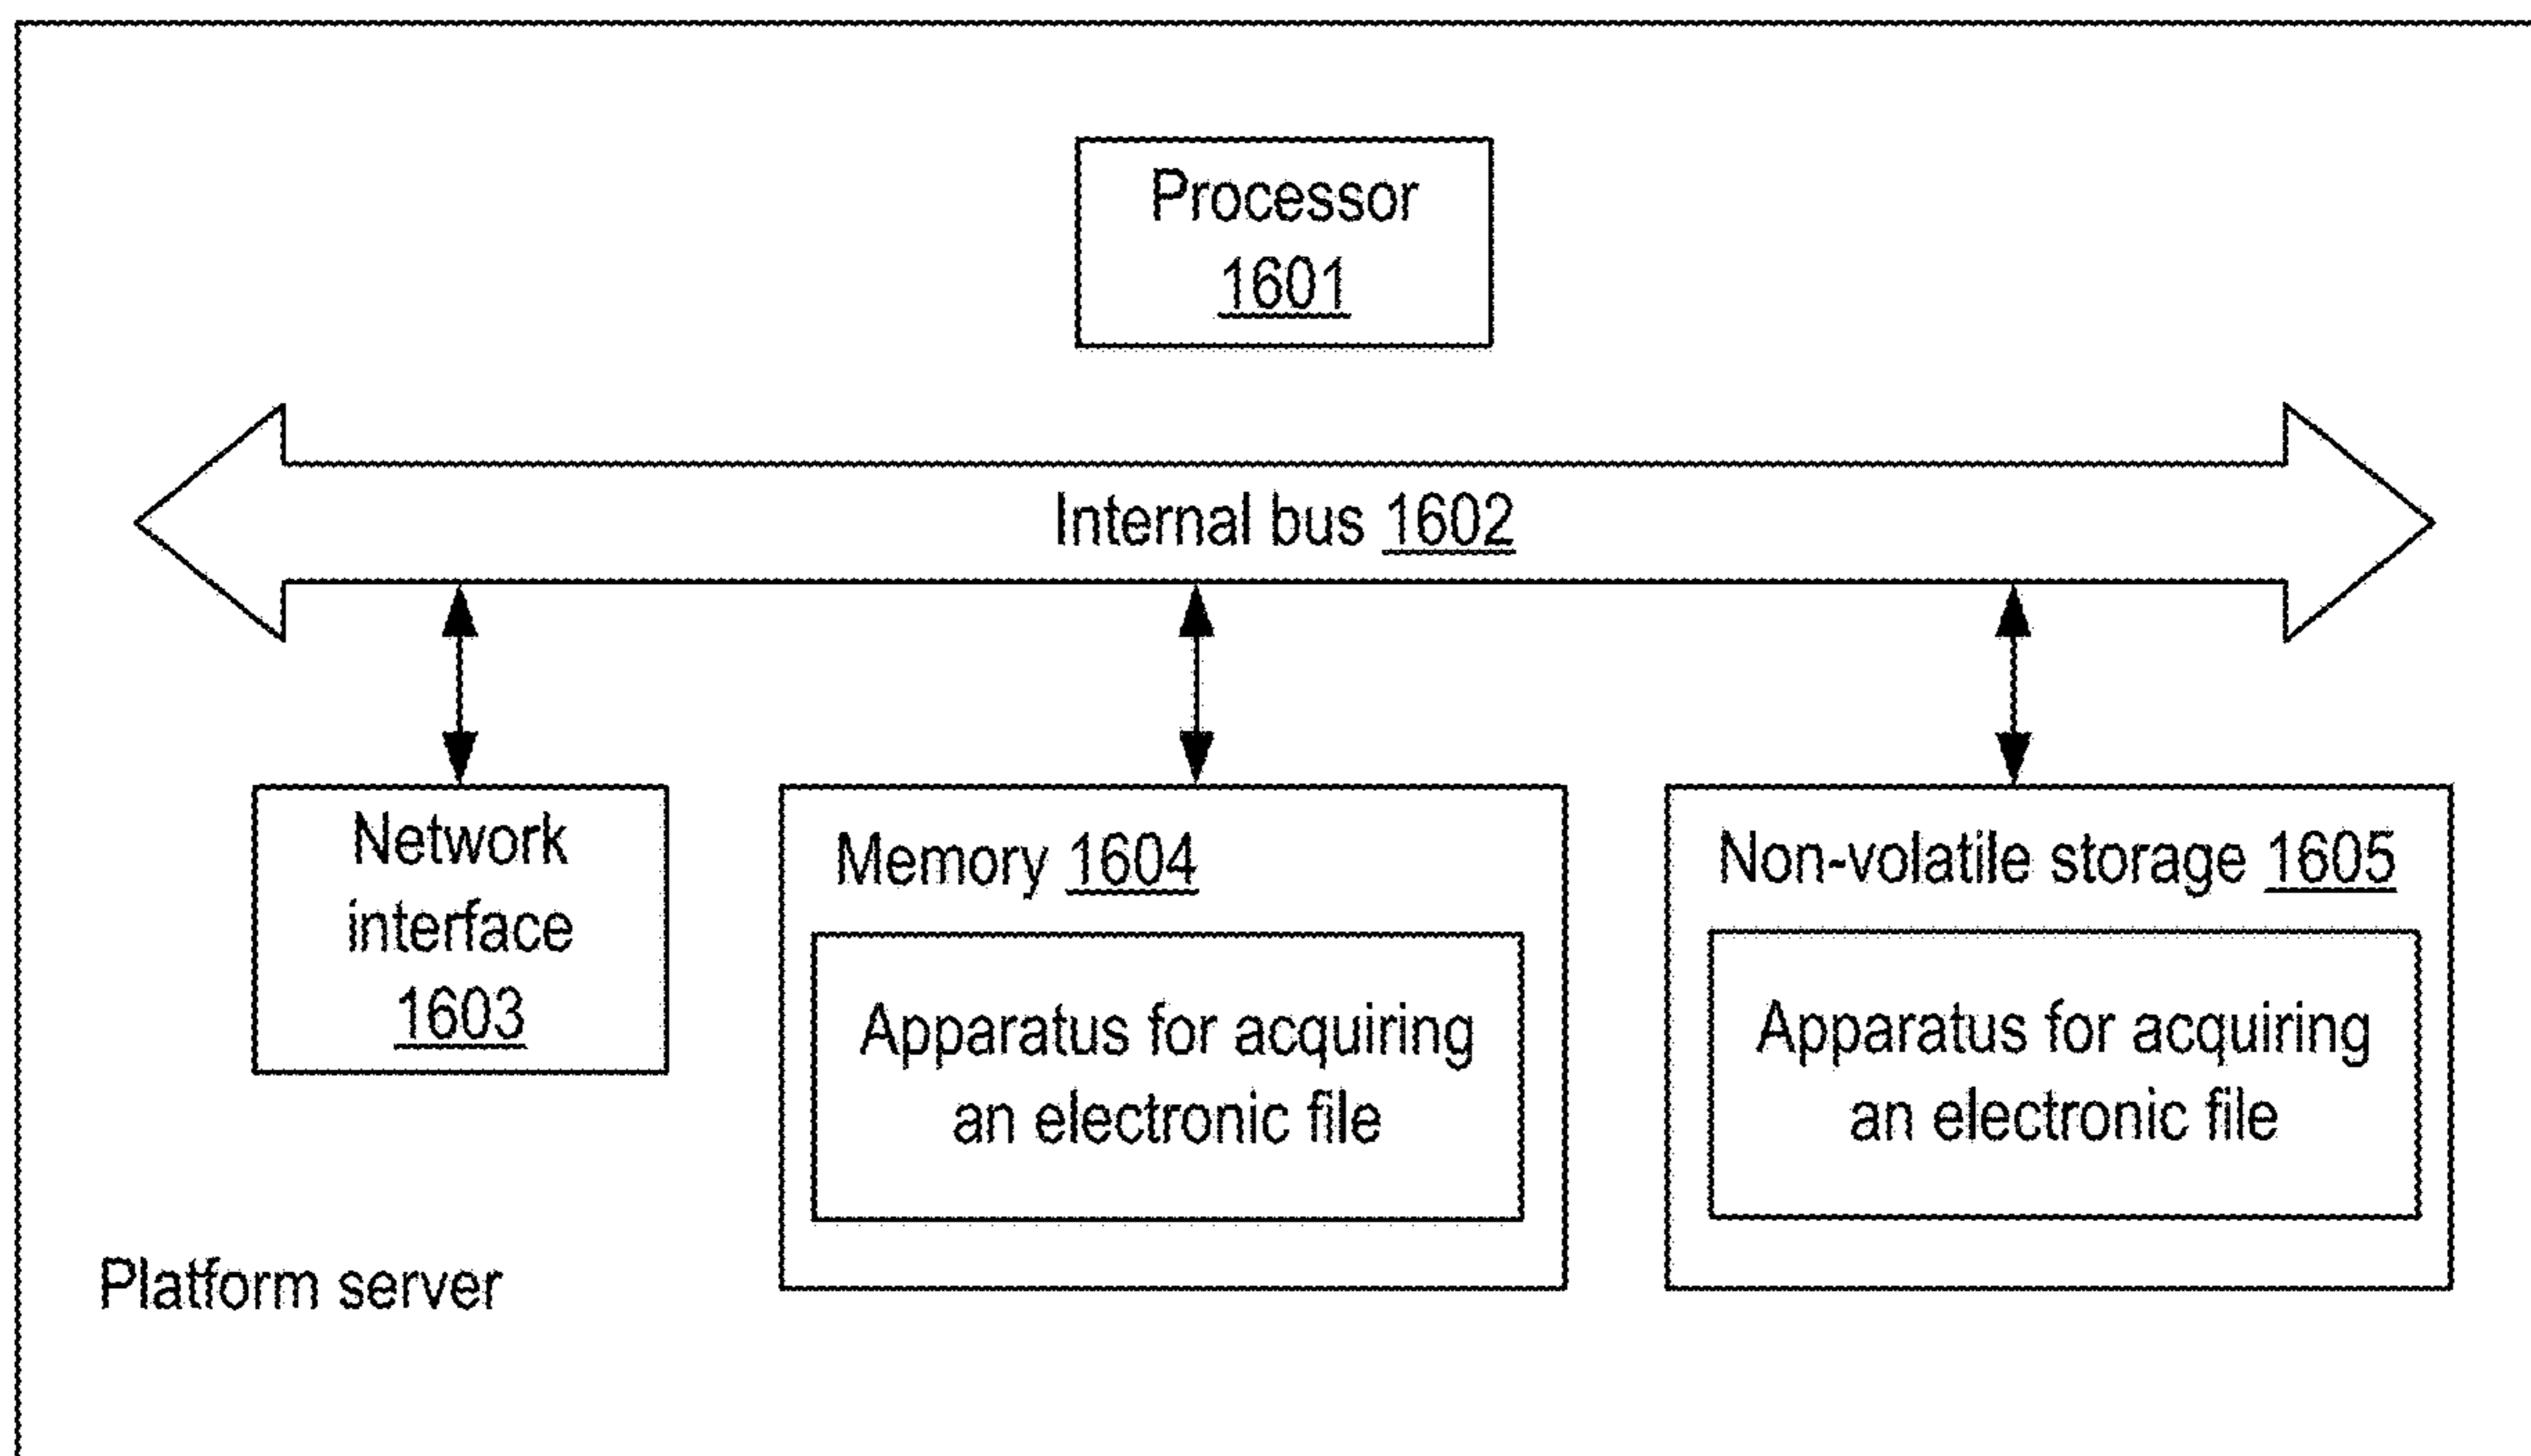 Processor
1601
Internal bus 1602
Network
interface
1603
Memory 1604
Apparatus for acquiring
an electronic file
Non-volatile storage 1605
Apparatus for acquiring
an electronic file
Platform server